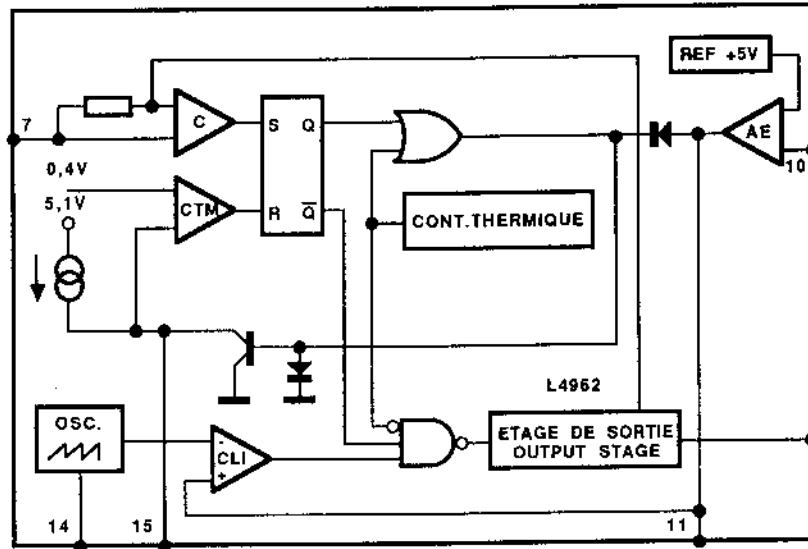 REF +5V
7
C
S Q
AE
10
0,4V
5,1V
CTM
R Q̅
CONT.THERMIQUE
L4962
OSC.
- CLI +
ETAGE DE SORTIE
OUTPUT STAGE
14
15
11